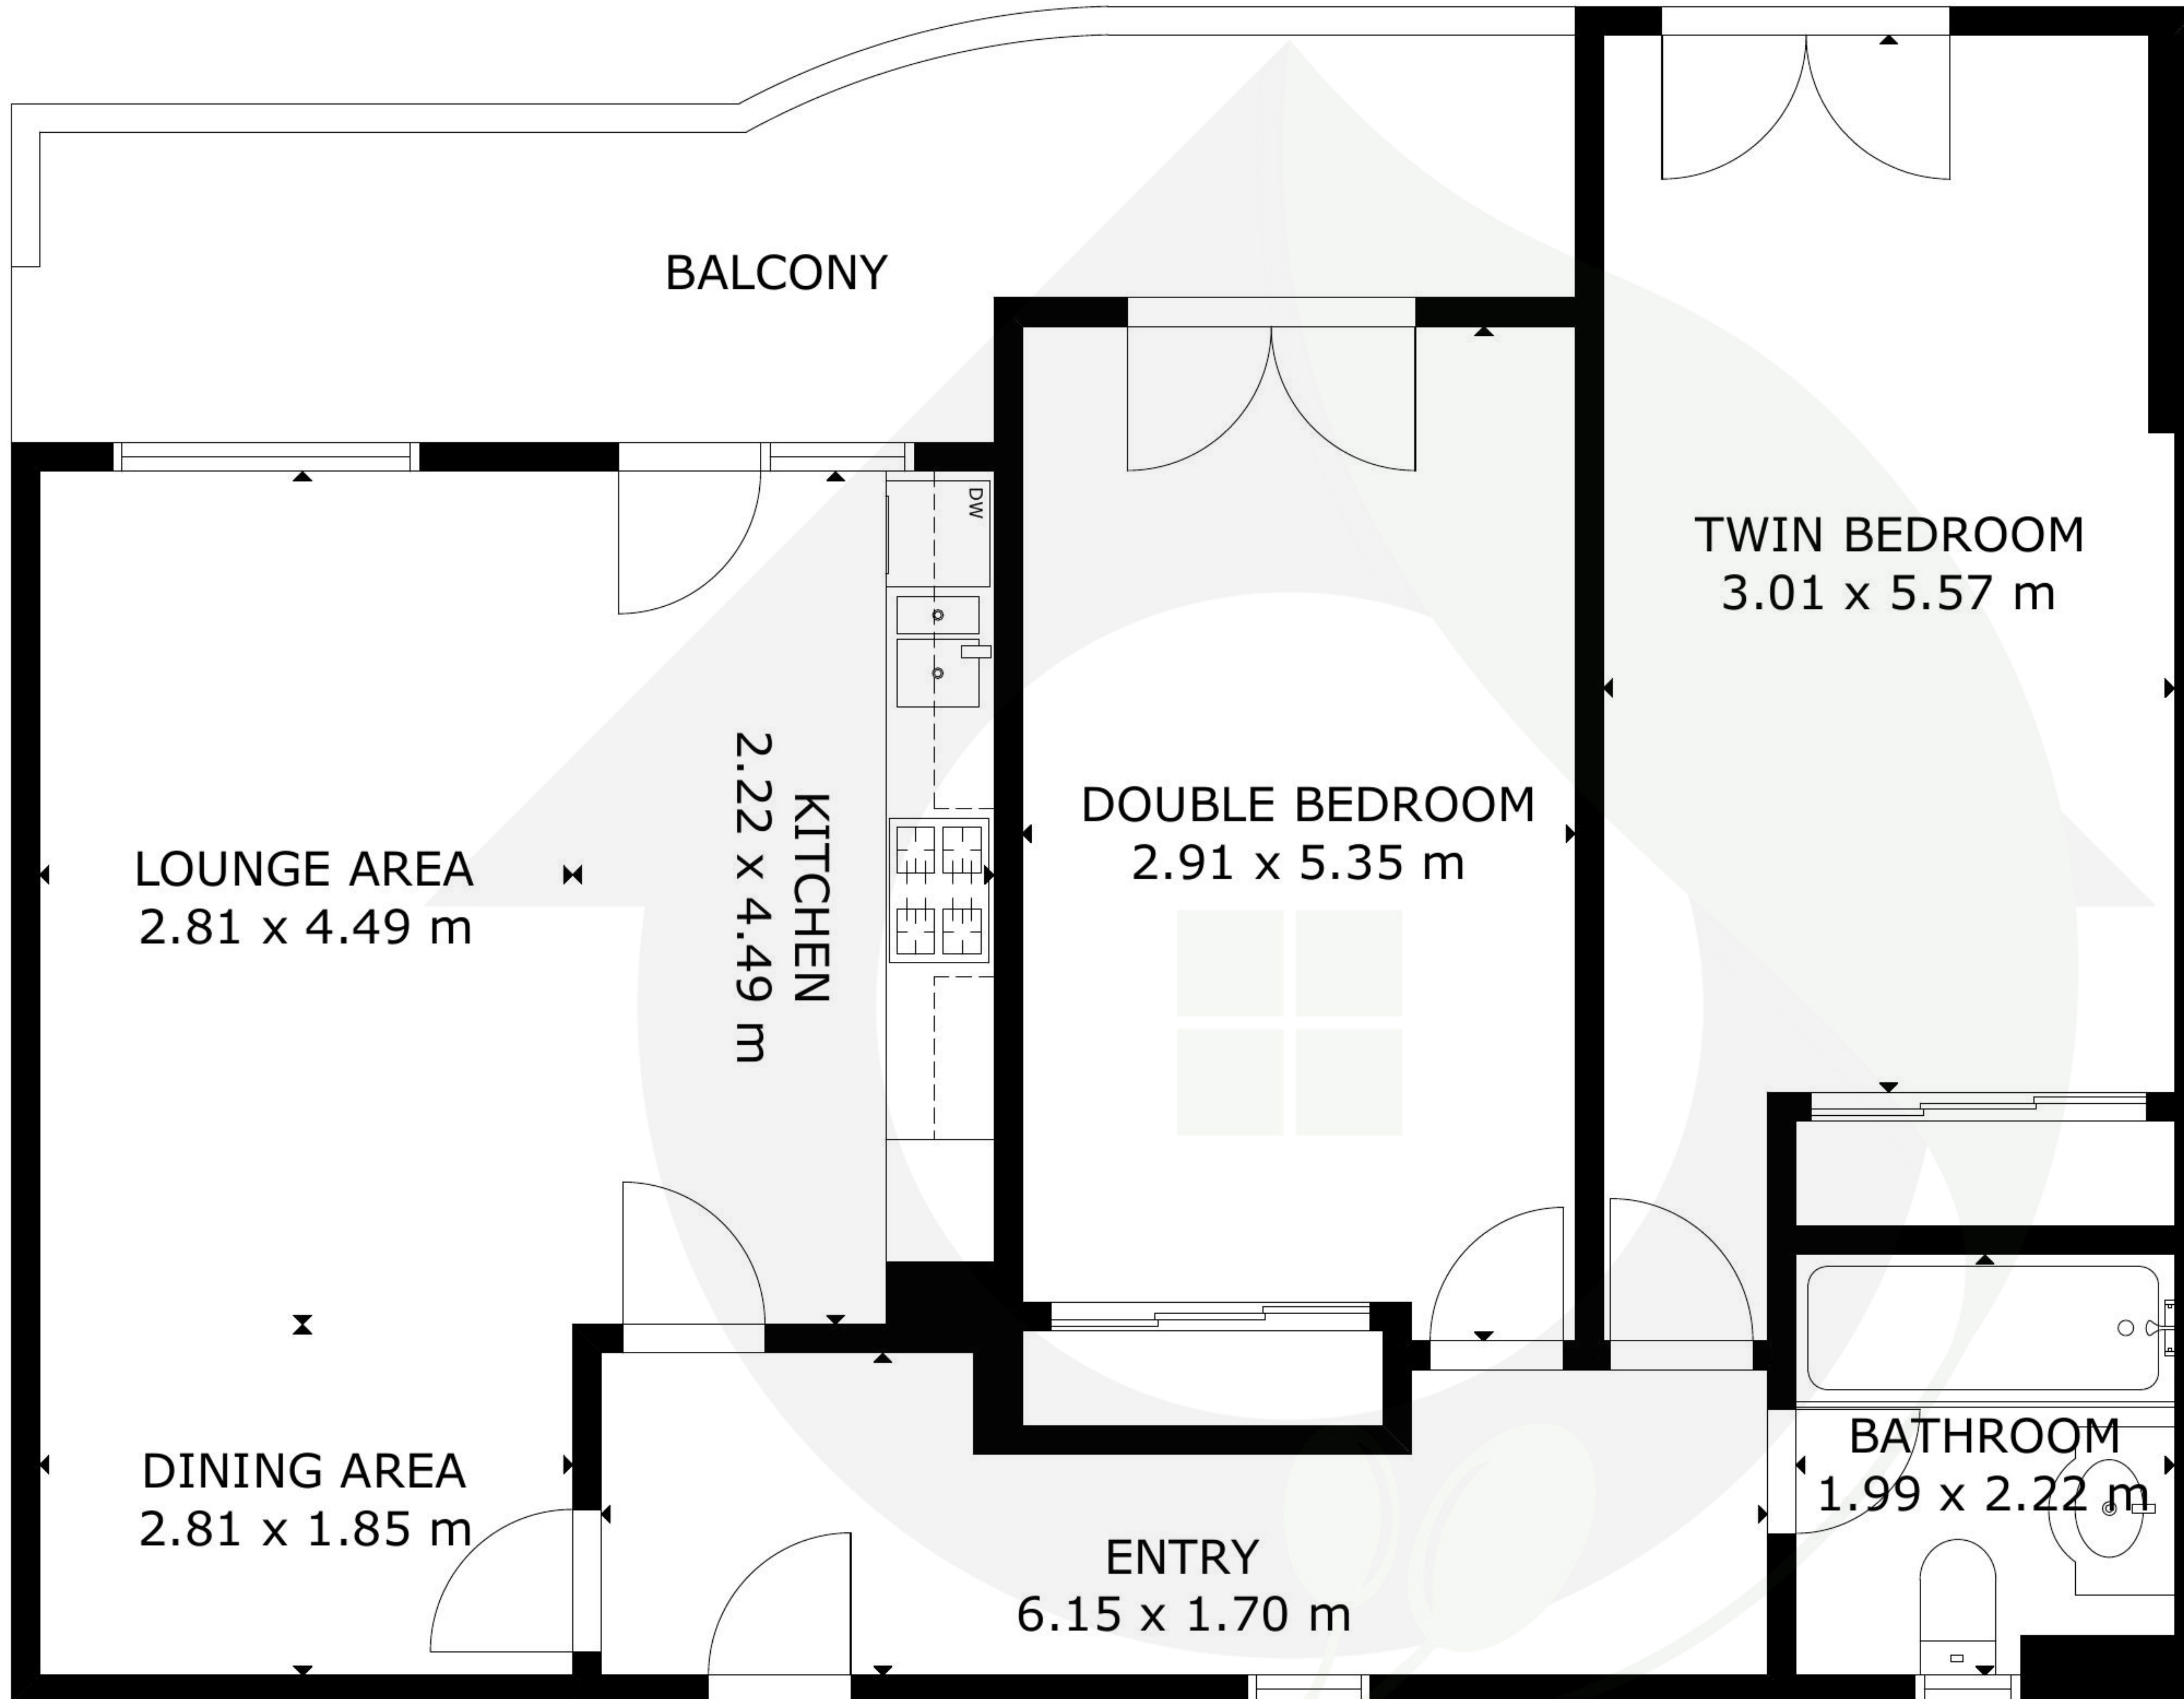 BALCONY
DW
TWIN BEDROOM
3.01 x 5.57 m
KITCHEN
2.22 x 4.49 m
DOUBLE BEDROOM
2.91 x 5.35 m
LOUNGE AREA
2.81 x 4.49 m
BATHROOM
1.99 x 2.22 m
DINING AREA
2.81 x 1.85 m
ENTRY
6.15 x 1.70 m